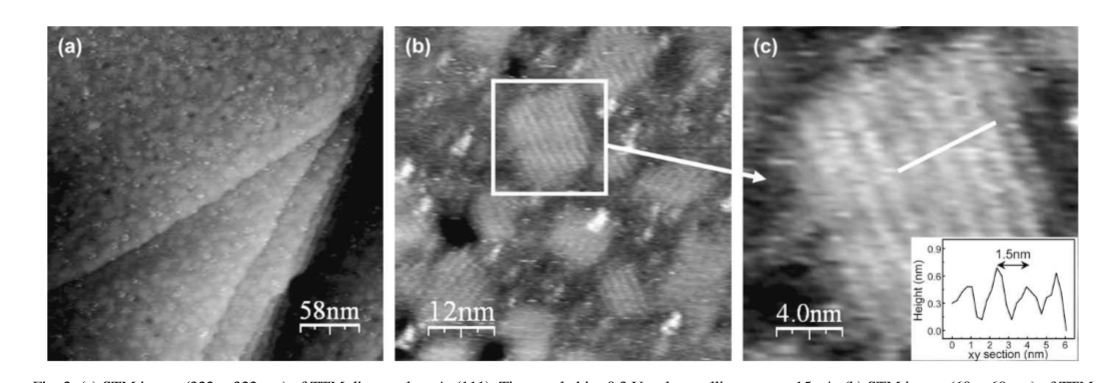 (a)
58nm
(b)
12nm
(c)
4.0nm
1.5nm
Height (nm)
0.9
0.6
0.3
0.0
0 1 2 3 4 5 6
xy section (nm)